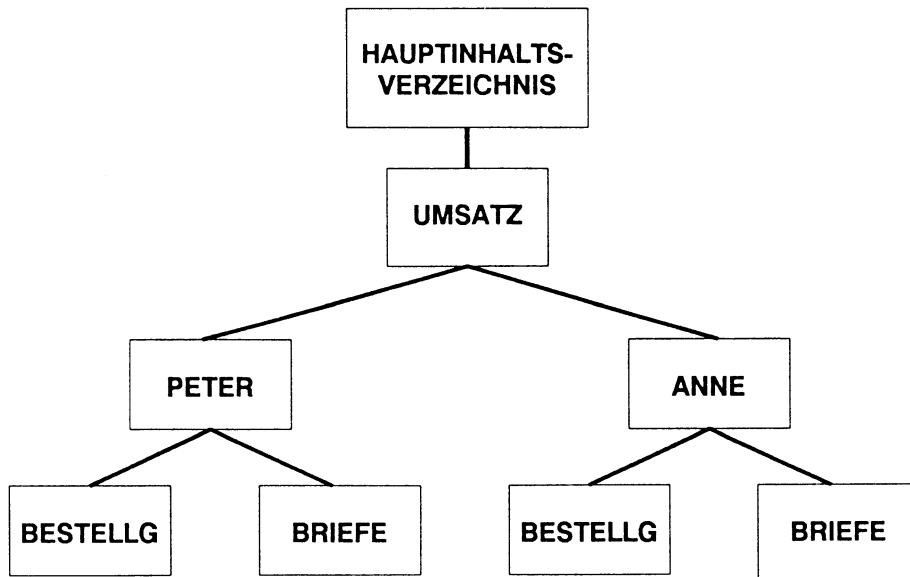 HAUPTINHALTS-
VERZEICHNIS
UMSATZ
PETER
ANNE
BESTELLG
BRIEFE
BESTELLG
BRIEFE